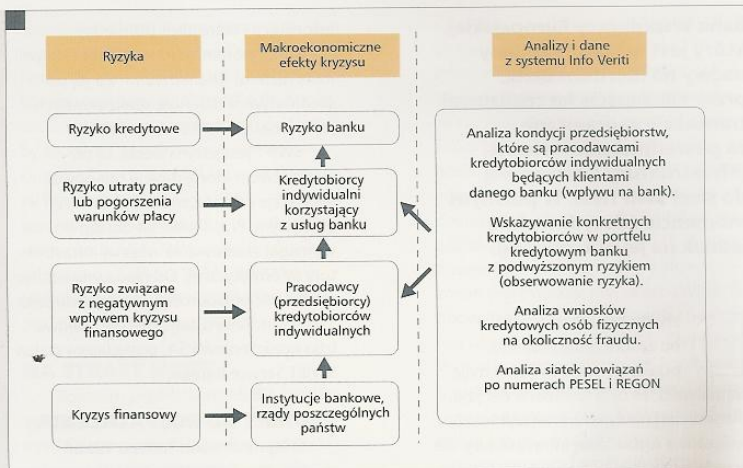 Ryzyka
Makroekonomiczne
efekty kryzysu
Analizy i dane
z systemu Info Veriti
Ryzyko kredytowe
Ryzyko banku
Ryzyko utraty pracy
lub pogorszenia
warunków płacy
Kredytobiorcy
indywidualni
korzystający
z usług banku
Ryzyko związane
z negatywnym
wpływem kryzysu
finansowego
Pracodawcy
(przedsiębiorcy)
kredytobiorców
indywidualnych
Kryzys finansowy
Instytucje bankowe,
rządy poszczególnych
państw
Analiza kondycji przedsiębiorstw,
które są pracodawcami
kredytobiorców indywidualnych
będących klientami
danego banku (wpływu na bank).
Wskazywanie konkretnych
kredytobiorców w portfelu
kredytowym banku
z podwyższonym ryzykiem
(obserwowanie ryzyka).
Analiza wniosków
kredytowych osób fizycznych
na okoliczność fraudu.
Analiza siatek powiązań
po numerach PESEL i REGON